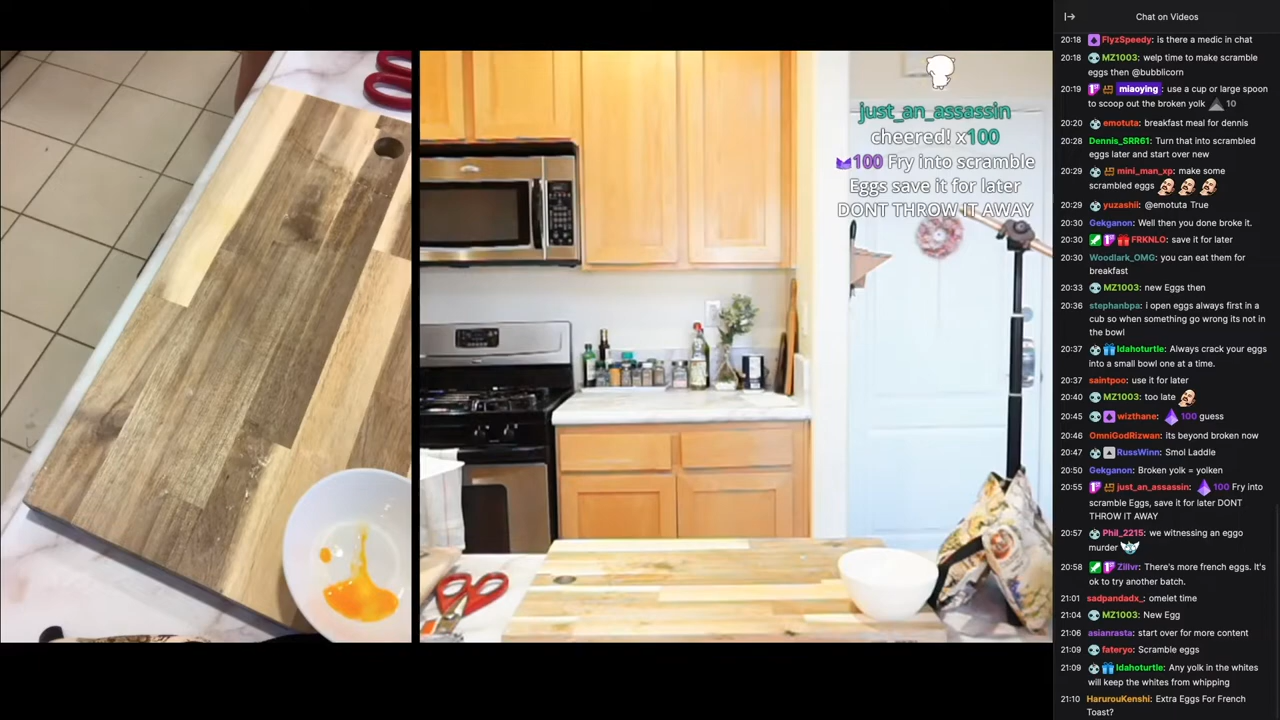 just_an_assassin
cheered! x100
100 Fry into scramble
Eggs save it for later
DONT THROW IT AWAY
Chat on Videos
20:18 FlyzSpeedy: is there a medic in chat
20:18 MZ1003: welp time to make scramble
eggs then @bubblicorn
20:19 miaoying: use a cup or large spoon
to scoop out the broken yolk 10
20:20 emotuta: breakfast meal for dennis
20:28 Dennis_SRR61: Turn that into scrambled
eggs later and start over new
20:29 mini_man_xp: make some
scrambled eggs
20:29 yuzashii: @emotuta True
20:30 Gekganon: Well then you done broke it.
20:30 FRKNLO: save it for later
20:30 Woodlark_OMG: you can eat them for
breakfast
20:33 MZ1003: new Eggs then
20:36 stephanbpa: i open eggs always first in a
cub so when something go wrong its not in
the bowl
20:37 Idahoturtle: Always crack your eggs
into a small bowl one at a time.
20:37 saintpoo: use it for later
20:40 MZ1003: too late
20:45 wizthane: 100 guess
20:46 OmniGodRizwan: its beyond broken now
20:47 RussWinn: Smol Laddle
20:50 Gekganon: Broken yolk = yolken
20:55 just_an_assassin: 100 Fry into
scramble Eggs, save it for later DONT
THROW IT AWAY
20:57 Phil_2215: we witnessing an eggo
murder
20:58 Zillvr: There's more french eggs. It's
ok to try another batch.
21:01 sadpandadx_: omelet time
21:04 MZ1003: New Egg
21:06 asianrasta: start over for more content
21:09 fateryo: Scramble eggs
21:09 Idahoturtle: Any yolk in the whites
will keep the whites from whipping
21:10 HarurouKenshi: Extra Eggs For French
Toast?